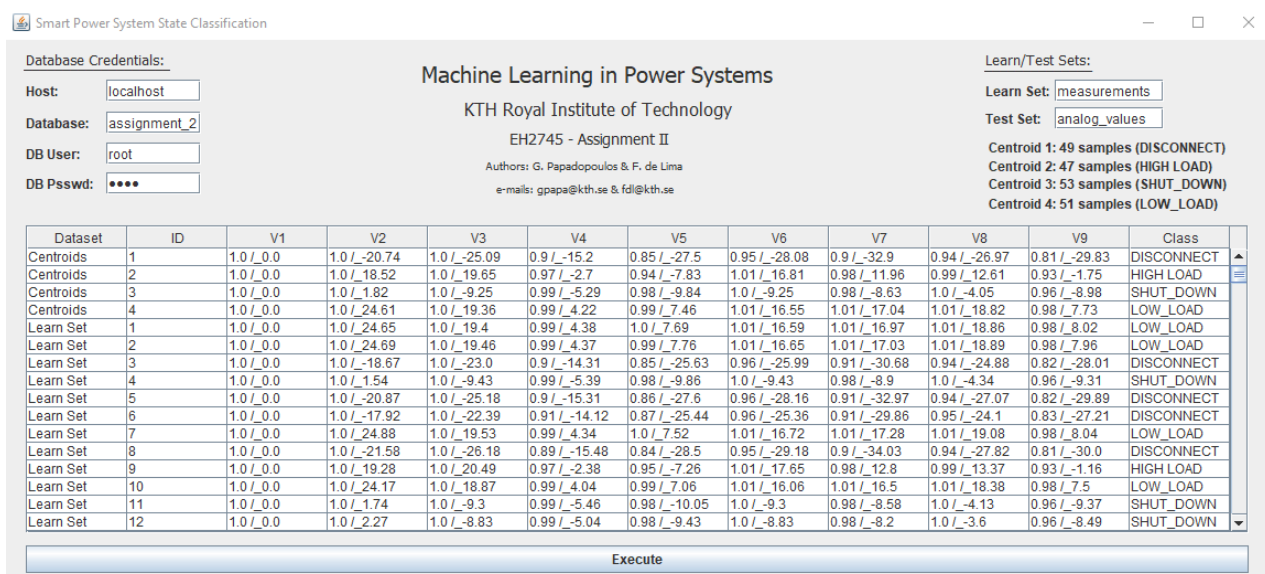 Smart Power System State Classification
Database Credentials:
Host: localhost
Database: assignment_2
DB User: root
DB Psswd: ••••
Machine Learning in Power Systems
KTH Royal Institute of Technology
EH2745 - Assignment II
Authors: G. Papadopoulos & F. de Lima
e-mails: gpapa@kth.se & fdl@kth.se
Learn/Test Sets:
Learn Set: measurements
Test Set: analog_values
Centroid 1: 49 samples (DISCONNECT)
Centroid 2: 47 samples (HIGH LOAD)
Centroid 3: 53 samples (SHUT_DOWN)
Centroid 4: 51 samples (LOW_LOAD)
Dataset ID V1 V2 V3 V4 V5 V6 V7 V8 V9 Class
Centroids 1 1.0 /_0.0 1.0 /_-20.74 1.0 /_-25.09 0.9 /_-15.2 0.85 /_-27.5 0.95 /_-28.08 0.9 /_-32.9 0.94 /_-26.97 0.81 /_-29.83 DISCONNECT
Centroids 2 1.0 /_0.0 1.0 /_18.52 1.0 /_19.65 0.97 /_-2.7 0.94 /_-7.83 1.01 /_16.81 0.98 /_11.96 0.99 /_12.61 0.93 /_-1.75 HIGH LOAD
Centroids 3 1.0 /_0.0 1.0 /_1.82 1.0 /_-9.25 0.99 /_-5.29 0.98 /_-9.84 1.0 /_-9.25 0.98 /_-8.63 1.0 /_-4.05 0.96 /_-8.98 SHUT_DOWN
Centroids 4 1.0 /_0.0 1.0 /_24.61 1.0 /_19.36 0.99 /_4.22 0.99 /_7.46 1.01 /_16.55 1.01 /_17.04 1.01 /_18.82 0.98 /_7.73 LOW_LOAD
Learn Set 1 1.0 /_0.0 1.0 /_24.65 1.0 /_19.4 0.99 /_4.38 1.0 /_7.69 1.01 /_16.59 1.01 /_16.97 1.01 /_18.86 0.98 /_8.02 LOW_LOAD
Learn Set 2 1.0 /_0.0 1.0 /_24.69 1.0 /_19.46 0.99 /_4.37 0.99 /_7.76 1.01 /_16.65 1.01 /_17.03 1.01 /_18.89 0.98 /_7.96 LOW_LOAD
Learn Set 3 1.0 /_0.0 1.0 /_-18.67 1.0 /_-23.0 0.9 /_-14.31 0.85 /_-25.63 0.96 /_-25.99 0.91 /_-30.68 0.94 /_-24.88 0.82 /_-28.01 DISCONNECT
Learn Set 4 1.0 /_0.0 1.0 /_1.54 1.0 /_-9.43 0.99 /_-5.39 0.98 /_-9.86 1.0 /_-9.43 0.98 /_-8.9 1.0 /_-4.34 0.96 /_-9.31 SHUT_DOWN
Learn Set 5 1.0 /_0.0 1.0 /_-20.87 1.0 /_-25.18 0.9 /_-15.31 0.86 /_-27.6 0.96 /_-28.16 0.91 /_-32.97 0.94 /_-27.07 0.82 /_-29.89 DISCONNECT
Learn Set 6 1.0 /_0.0 1.0 /_-17.92 1.0 /_-22.39 0.91 /_-14.12 0.87 /_-25.44 0.96 /_-25.36 0.91 /_-29.86 0.95 /_-24.1 0.83 /_-27.21 DISCONNECT
Learn Set 7 1.0 /_0.0 1.0 /_24.88 1.0 /_19.53 0.99 /_4.34 1.0 /_7.52 1.01 /_16.72 1.01 /_17.28 1.01 /_19.08 0.98 /_8.04 LOW_LOAD
Learn Set 8 1.0 /_0.0 1.0 /_-21.58 1.0 /_-26.18 0.89 /_-15.48 0.84 /_-28.5 0.95 /_-29.18 0.9 /_-34.03 0.94 /_-27.82 0.81 /_-30.0 DISCONNECT
Learn Set 9 1.0 /_0.0 1.0 /_19.28 1.0 /_20.49 0.97 /_-2.38 0.95 /_-7.26 1.01 /_17.65 0.98 /_12.8 0.99 /_13.37 0.93 /_-1.16 HIGH LOAD
Learn Set 10 1.0 /_0.0 1.0 /_24.17 1.0 /_18.87 0.99 /_4.04 0.99 /_7.06 1.01 /_16.06 1.01 /_16.5 1.01 /_18.38 0.98 /_7.5 LOW_LOAD
Learn Set 11 1.0 /_0.0 1.0 /_1.74 1.0 /_-9.3 0.99 /_-5.46 0.98 /_-10.05 1.0 /_-9.3 0.98 /_-8.58 1.0 /_-4.13 0.96 /_-9.37 SHUT_DOWN
Learn Set 12 1.0 /_0.0 1.0 /_2.27 1.0 /_-8.83 0.99 /_-5.04 0.98 /_-9.43 1.0 /_-8.83 0.98 /_-8.2 1.0 /_-3.6 0.96 /_-8.49 SHUT_DOWN
Execute